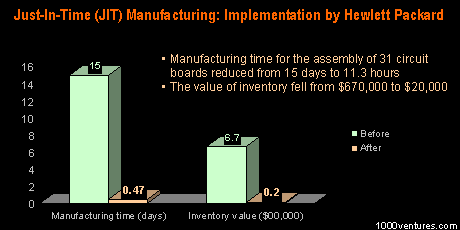 Just-In-Time (JIT) Manufacturing: Implementation by Hewlett Packard
• Manufacturing time for the assembly of 31 circuit
boards reduced from 15 days to 11.3 hours
• The value of inventory fell from $670,000 to $20,000
16
14
12
10
8
6
4
2
0
15
0.47
6.7
0.2
Before
After
Manufacturing time (days)
Inventory value ($00,000)
1000ventures.com